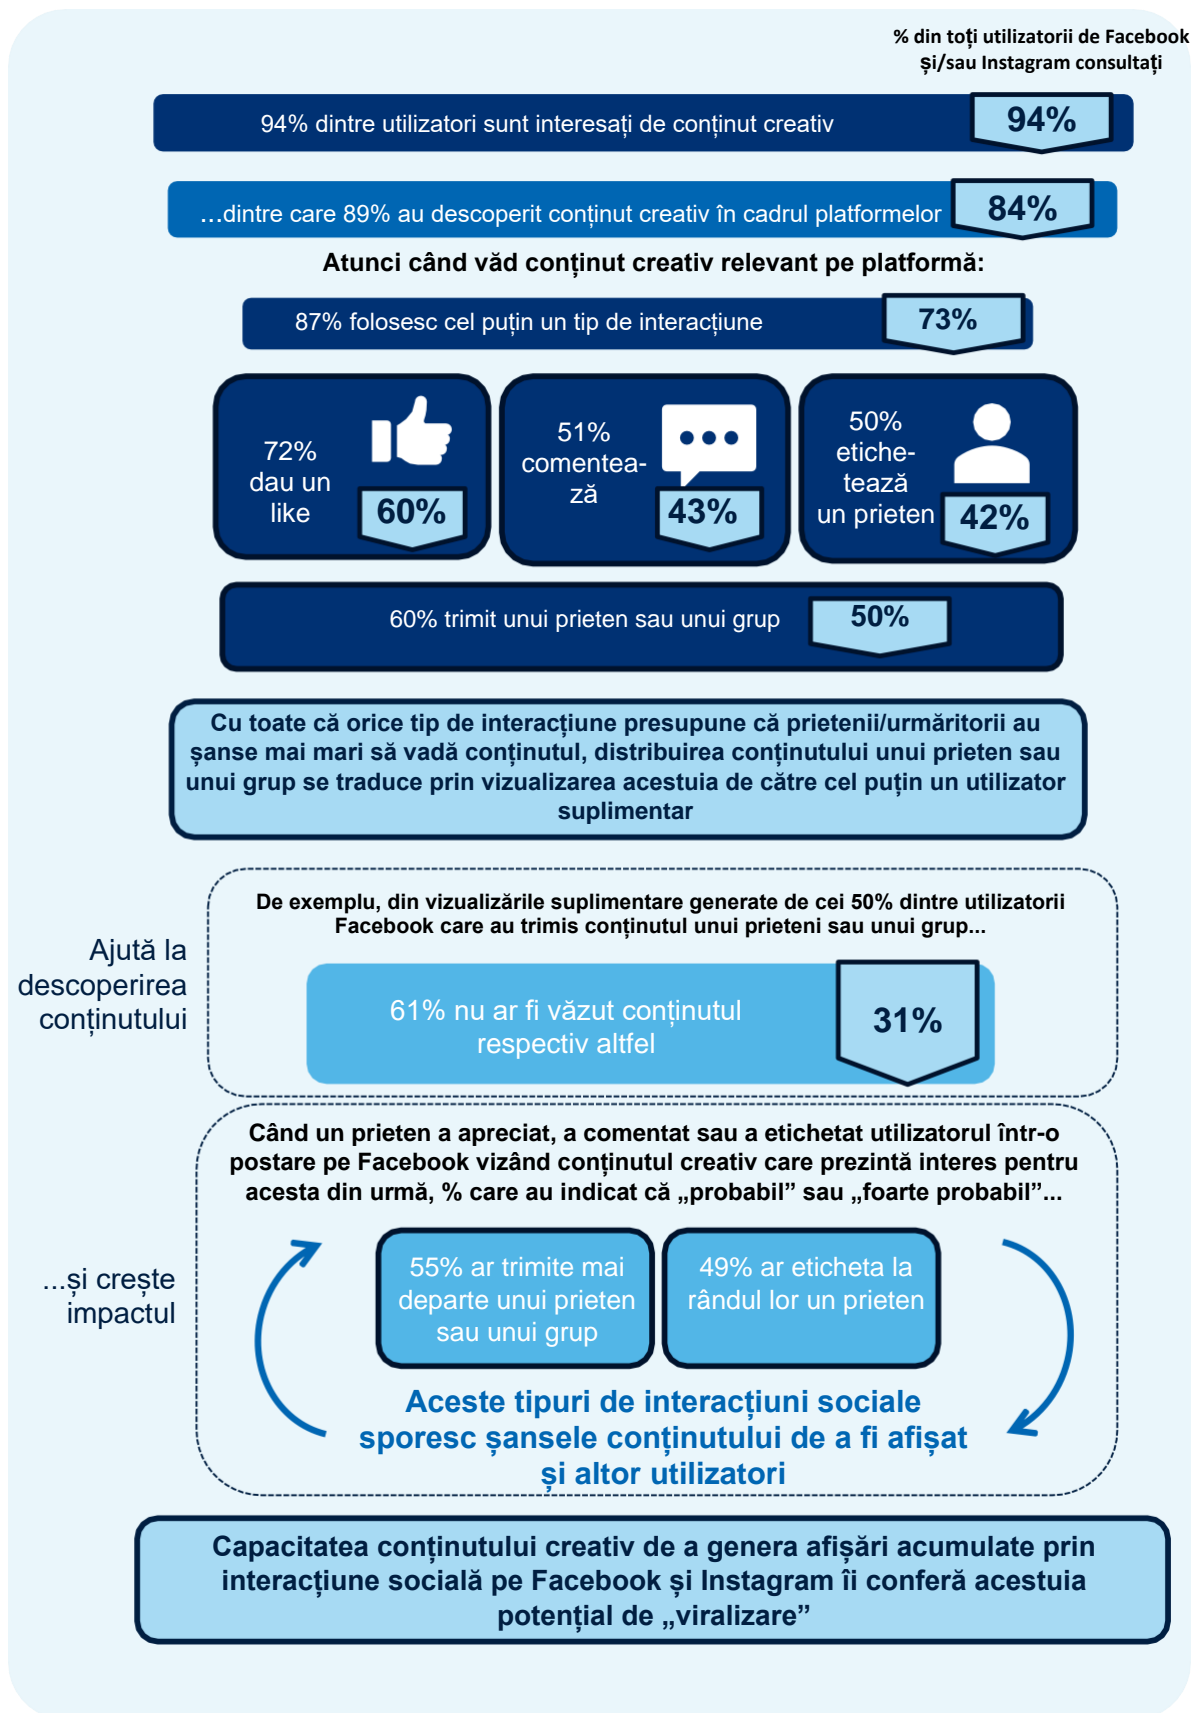 % din toți utilizatorii de Facebook
și/sau Instagram consultați
94% dintre utilizatori sunt interesați de conținut creativ
94%
...dintre care 89% au descoperit conținut creativ în cadrul platformelor
84%
Atunci când văd conținut creativ relevant pe platformă:
87% folosesc cel puțin un tip de interacțiune
73%
72%
dau un
like
60%
51%
comentea-
ză
43%
50%
etiche-
tează
un prieten
42%
60% trimit unui prieten sau unui grup
50%
Cu toate că orice tip de interacțiune presupune că prietenii/urmăritorii au
șanse mai mari să vadă conținutul, distribuirea conținutului unui prieten sau
unui grup se traduce prin vizualizarea acestuia de către cel puțin un utilizator
suplimentar
De exemplu, din vizualizările suplimentare generate de cei 50% dintre utilizatorii
Facebook care au trimis conținutul unui prieteni sau unui grup...
Ajută la
descoperirea
conținutului
61% nu ar fi văzut conținutul
respectiv altfel
31%
Când un prieten a apreciat, a comentat sau a etichetat utilizatorul într-o
postare pe Facebook vizând conținutul creativ care prezintă interes pentru
acesta din urmă, % care au indicat că „probabil” sau „foarte probabil”...
...și crește
impactul
55% ar trimite mai
departe unui prieten
sau unui grup
49% ar eticheta la
rândul lor un prieten
Aceste tipuri de interacțiuni sociale
sporesc șansele conținutului de a fi afișat
și altor utilizatori
Capacitatea conținutului creativ de a genera afișări acumulate prin
interacțiune socială pe Facebook și Instagram îi conferă acestuia
potențial de „viralizare”